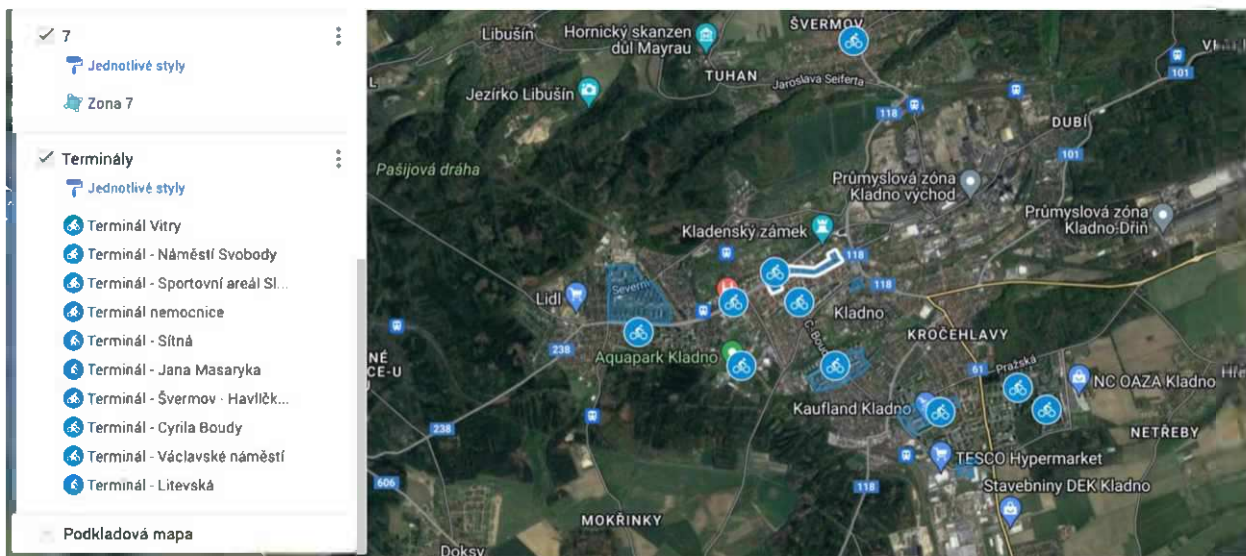 7
Jednotlivé styly
Zona 7
Terminály
Jednotlivé styly
Terminál Vitry
Terminál - Náměstí Svobody
Terminál - Sportovní areál Sl...
Terminál nemocnice
Terminál - Sítná
Terminál - Jana Masaryka
Terminál - Švermov - Havlíčk...
Terminál - Cyrila Boudy
Terminál - Václavské náměstí
Terminál - Litevská
Podkladová mapa
Libušín
Hornický skanzen
důl Mayrau
ŠVERMOV
TUHAN
Jaroslava Seiferta
101
Jezírko Libušín
118
DUBÍ
101
Pašijová dráha
Průmyslová zóna
Kladno východ
Průmyslová zóna
Kladno-Dříň
Kladenský zámek
118
Severní
Lidl
118
Kladno
C. Boudy
KROČEHLAVY
238
Aquapark Kladno
61
Pražská
NC OAZA Kladno
Kaufland Kladno
238
NETŘEBY
TESCO Hypermarket
606
118
Stavebniny DEK Kladno
MOKŘINKY
Doksy